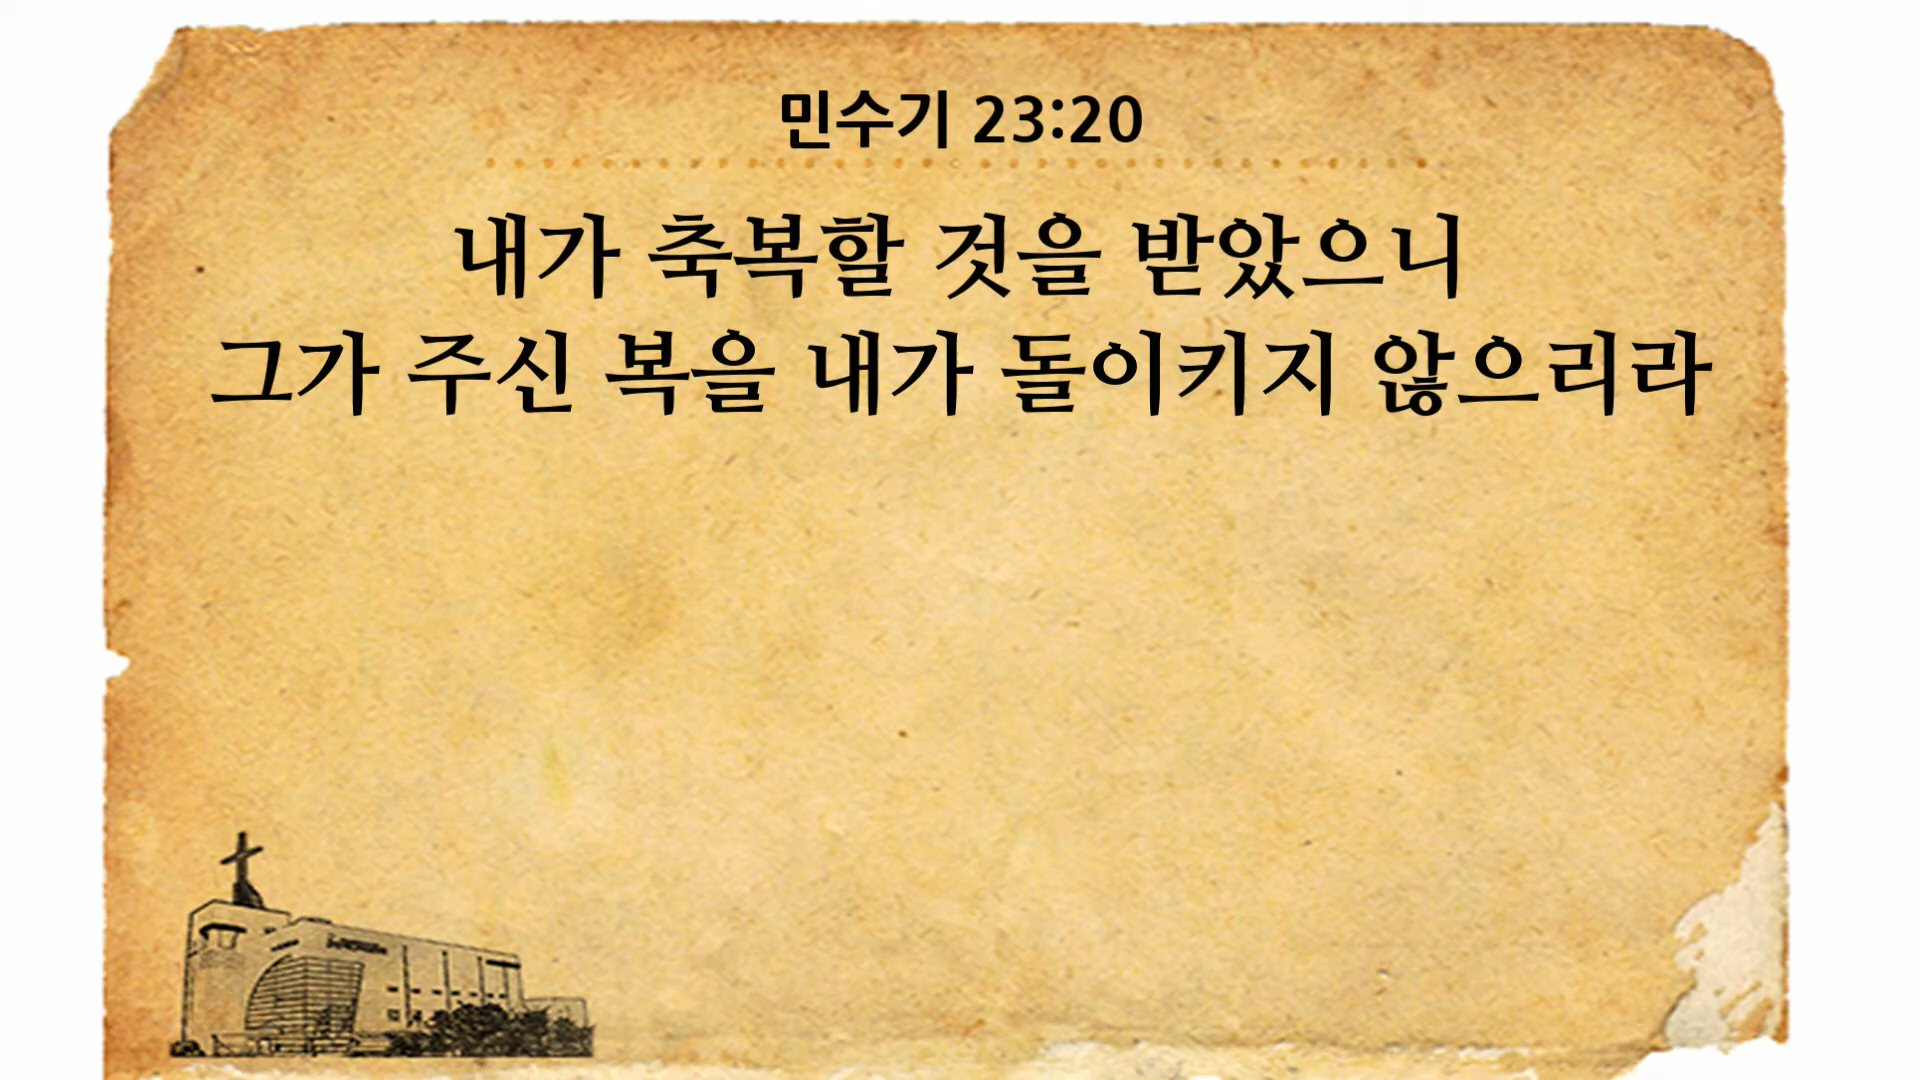 민수기 23:20
내가 축복할 것을 받았으니
그가 주신 복을 내가 돌이키지 않으리라